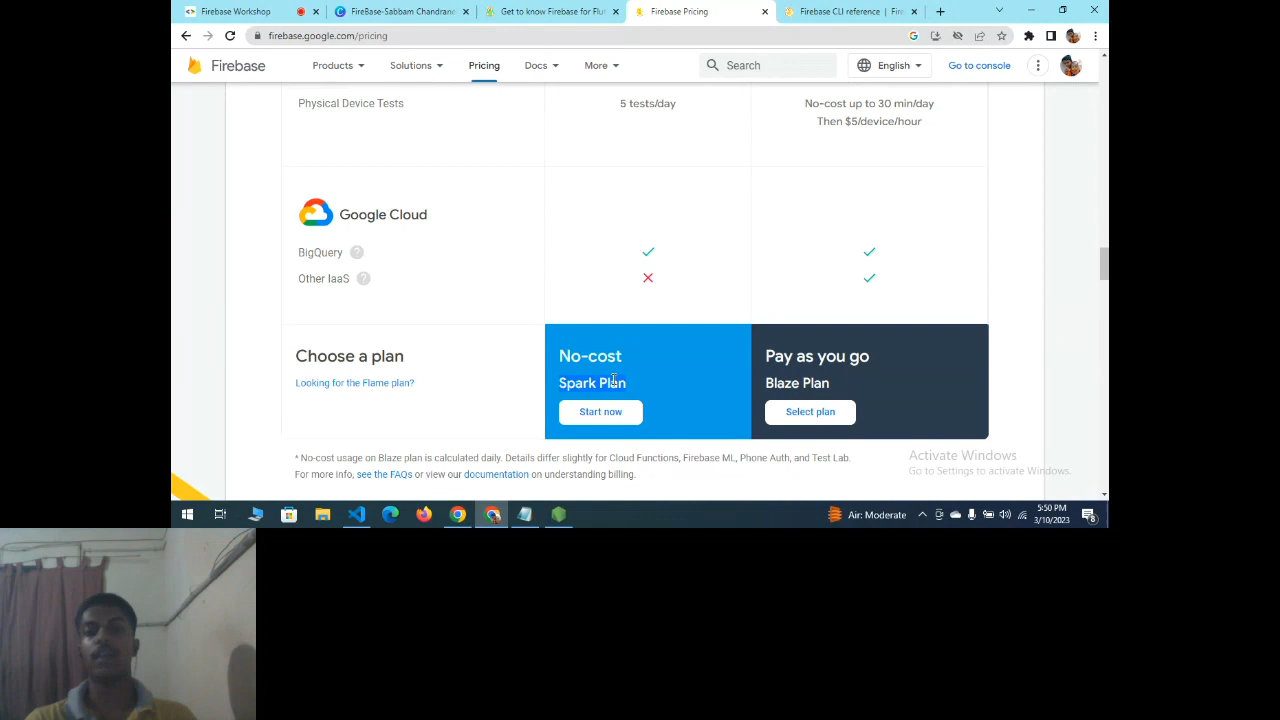 Firebase Workshop
FireBase-Sabbam Chandrane
Get to know Firebase for Flut
Firebase Pricing
Firebase CLI reference | Fire
firebase.google.com/pricing
Firebase
Products
Solutions
Pricing
Docs
More
Search
English
Go to console
Physical Device Tests
5 tests/day
No-cost up to 30 min/day
Then $5/device/hour
Google Cloud
BigQuery
Other IaaS
Choose a plan
Looking for the Flame plan?
No-cost
Spark Plan
Start now
Pay as you go
Blaze Plan
Select plan
* No-cost usage on Blaze plan is calculated daily. Details differ slightly for Cloud Functions, Firebase ML, Phone Auth, and Test Lab.
For more info, see the FAQs or view our documentation on understanding billing.
Activate Windows
Go to Settings to activate Windows.
Air: Moderate
5:50 PM
3/10/2023
8